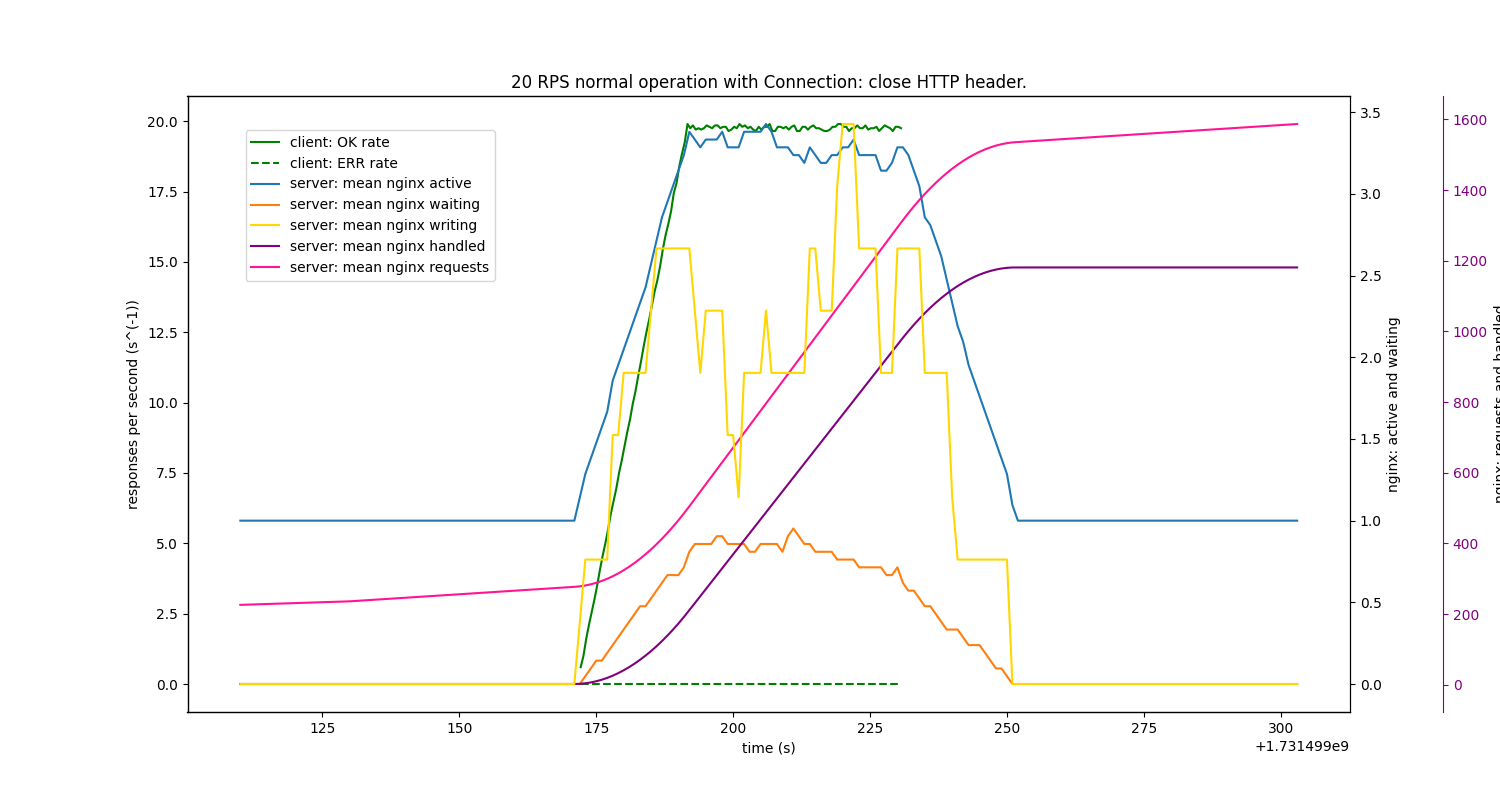 20 RPS normal operation with Connection: close HTTP header.
client: OK rate
client: ERR rate
server: mean nginx active
server: mean nginx waiting
server: mean nginx writing
server: mean nginx handled
server: mean nginx requests
responses per second (s^(-1))
20.0
17.5
15.0
12.5
10.0
7.5
5.0
2.5
0.0
125
150
175
200
225
250
275
300
time (s)
+1.731499e9
3.5
3.0
2.5
2.0
1.5
1.0
0.5
0.0
nginx: active and waiting
1600
1400
1200
1000
800
600
400
200
0
nginx: requests and handled